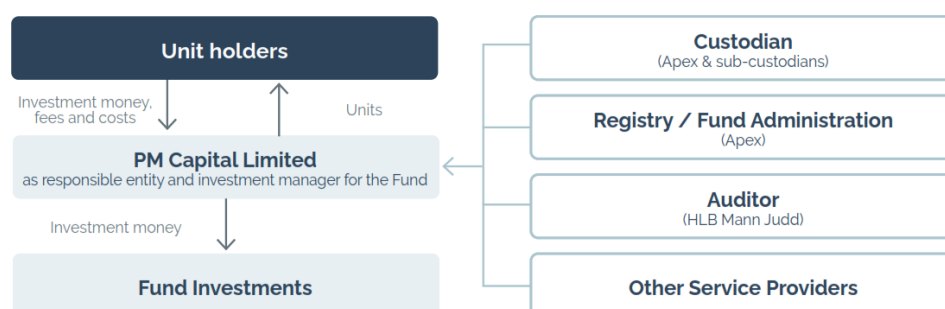 Unit holders
Investment money,
fees and costs
Units
PM Capital Limited
as responsible entity and investment manager for the Fund
Investment money
Fund Investments
Custodian
(Apex & sub-custodians)
Registry / Fund Administration
(Apex)
Auditor
(HLB Mann Judd)
Other Service Providers